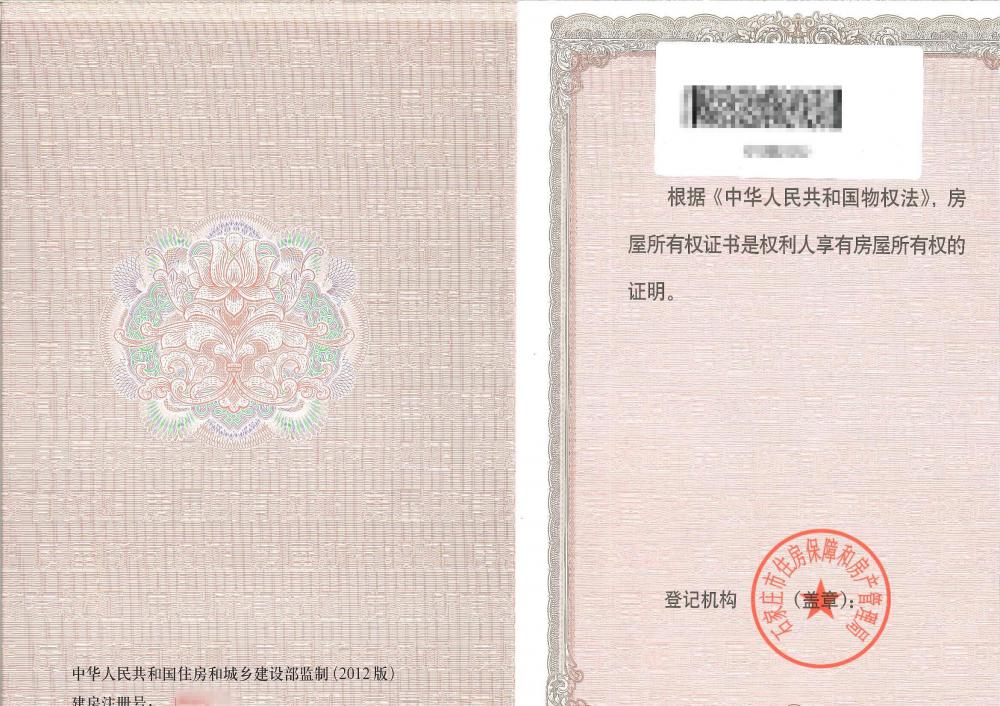 中华人民共和国住房和城乡建设部监制(2012版)
建房注册号:
根据《中华人民共和国物权法》,房
屋所有权证书是权利人享有房屋所有权的
证明。
登记机构 (盖章):
石家庄市住房保障和房产管理局